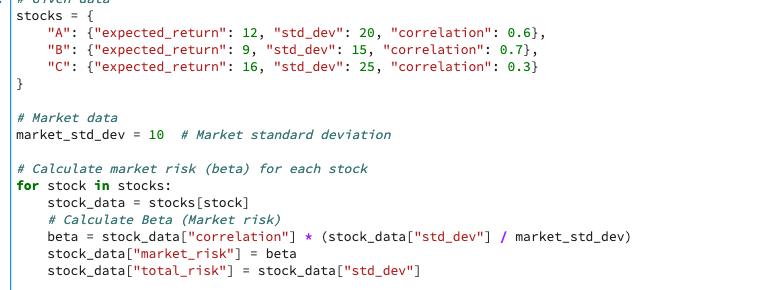 # Given data
stocks = {
    "A": {"expected_return": 12, "std_dev": 20, "correlation": 0.6},
    "B": {"expected_return": 9, "std_dev": 15, "correlation": 0.7},
    "C": {"expected_return": 16, "std_dev": 25, "correlation": 0.3}
}

# Market data
market_std_dev = 10  # Market standard deviation

# Calculate market risk (beta) for each stock
for stock in stocks:
    stock_data = stocks[stock]
    # Calculate Beta (Market risk)
    beta = stock_data["correlation"] * (stock_data["std_dev"] / market_std_dev)
    stock_data["market_risk"] = beta
    stock_data["total_risk"] = stock_data["std_dev"]